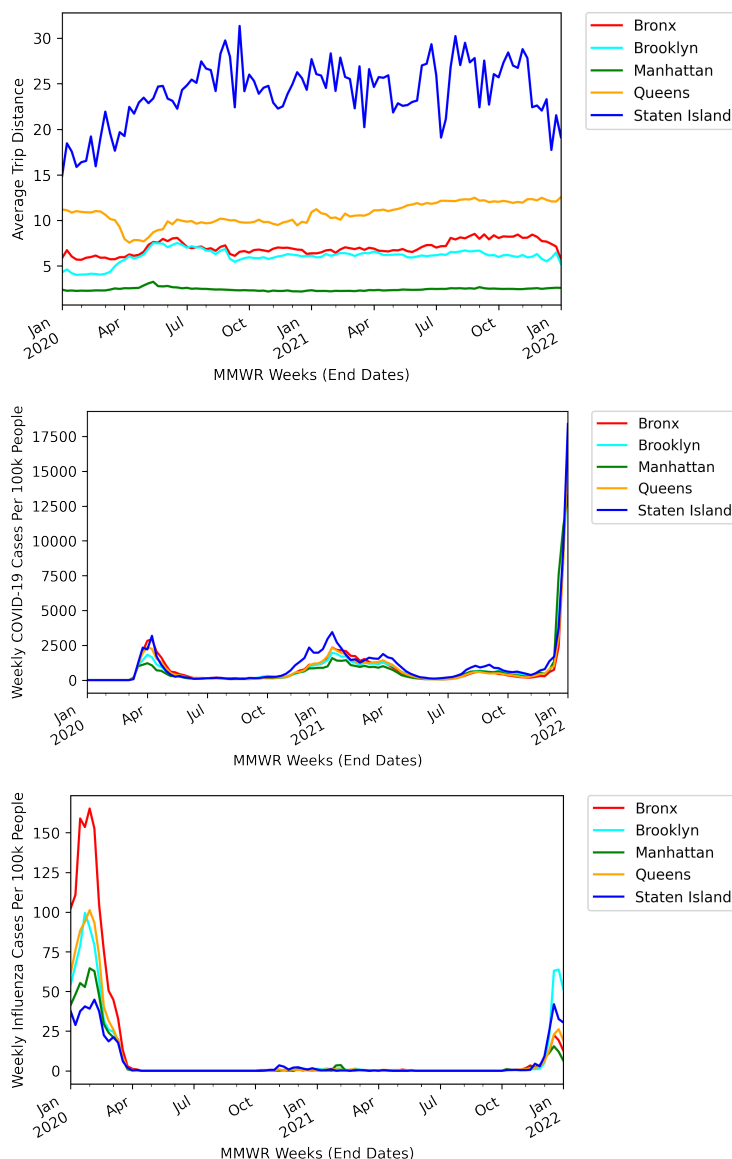 Average Trip Distance
30
25
20
15
10
5
Jan 2020
Apr
Jul
Oct
Jan 2021
Apr
Jul
Oct
Jan 2022
MMWR Weeks (End Dates)
Bronx
Brooklyn
Manhattan
Queens
Staten Island
Weekly COVID-19 Cases Per 100k People
17500
15000
12500
10000
7500
5000
2500
0
Jan 2020
Apr
Jul
Oct
Jan 2021
Apr
Jul
Oct
Jan 2022
MMWR Weeks (End Dates)
Bronx
Brooklyn
Manhattan
Queens
Staten Island
Weekly Influenza Cases Per 100k People
150
125
100
75
50
25
0
Jan 2020
Apr
Jul
Oct
Jan 2021
Apr
Jul
Oct
Jan 2022
MMWR Weeks (End Dates)
Bronx
Brooklyn
Manhattan
Queens
Staten Island